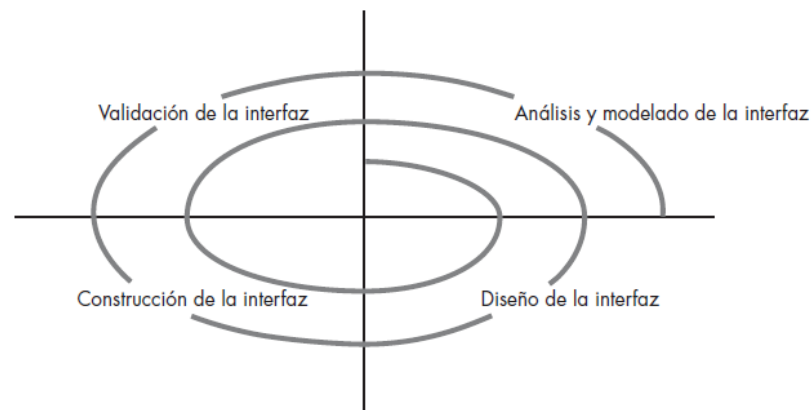 Validación de la interfaz
Análisis y modelado de la interfaz
Construcción de la interfaz
Diseño de la interfaz